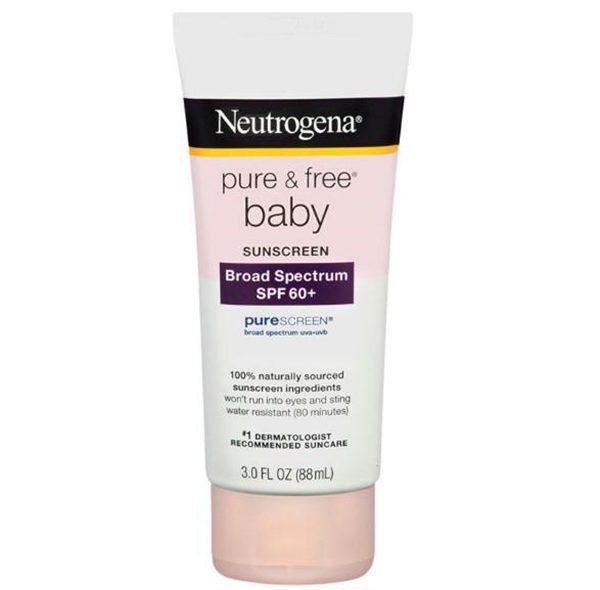 Neutrogena®
pure & free®
baby
SUNSCREEN
Broad Spectrum
SPF 60+
pureSCREEN®
broad spectrum uva•uvb
100% naturally sourced
sunscreen ingredients
won't run into eyes and sting
water resistant (80 minutes)
#1 DERMATOLOGIST
RECOMMENDED SUNCARE
3.0 FL OZ (88mL)